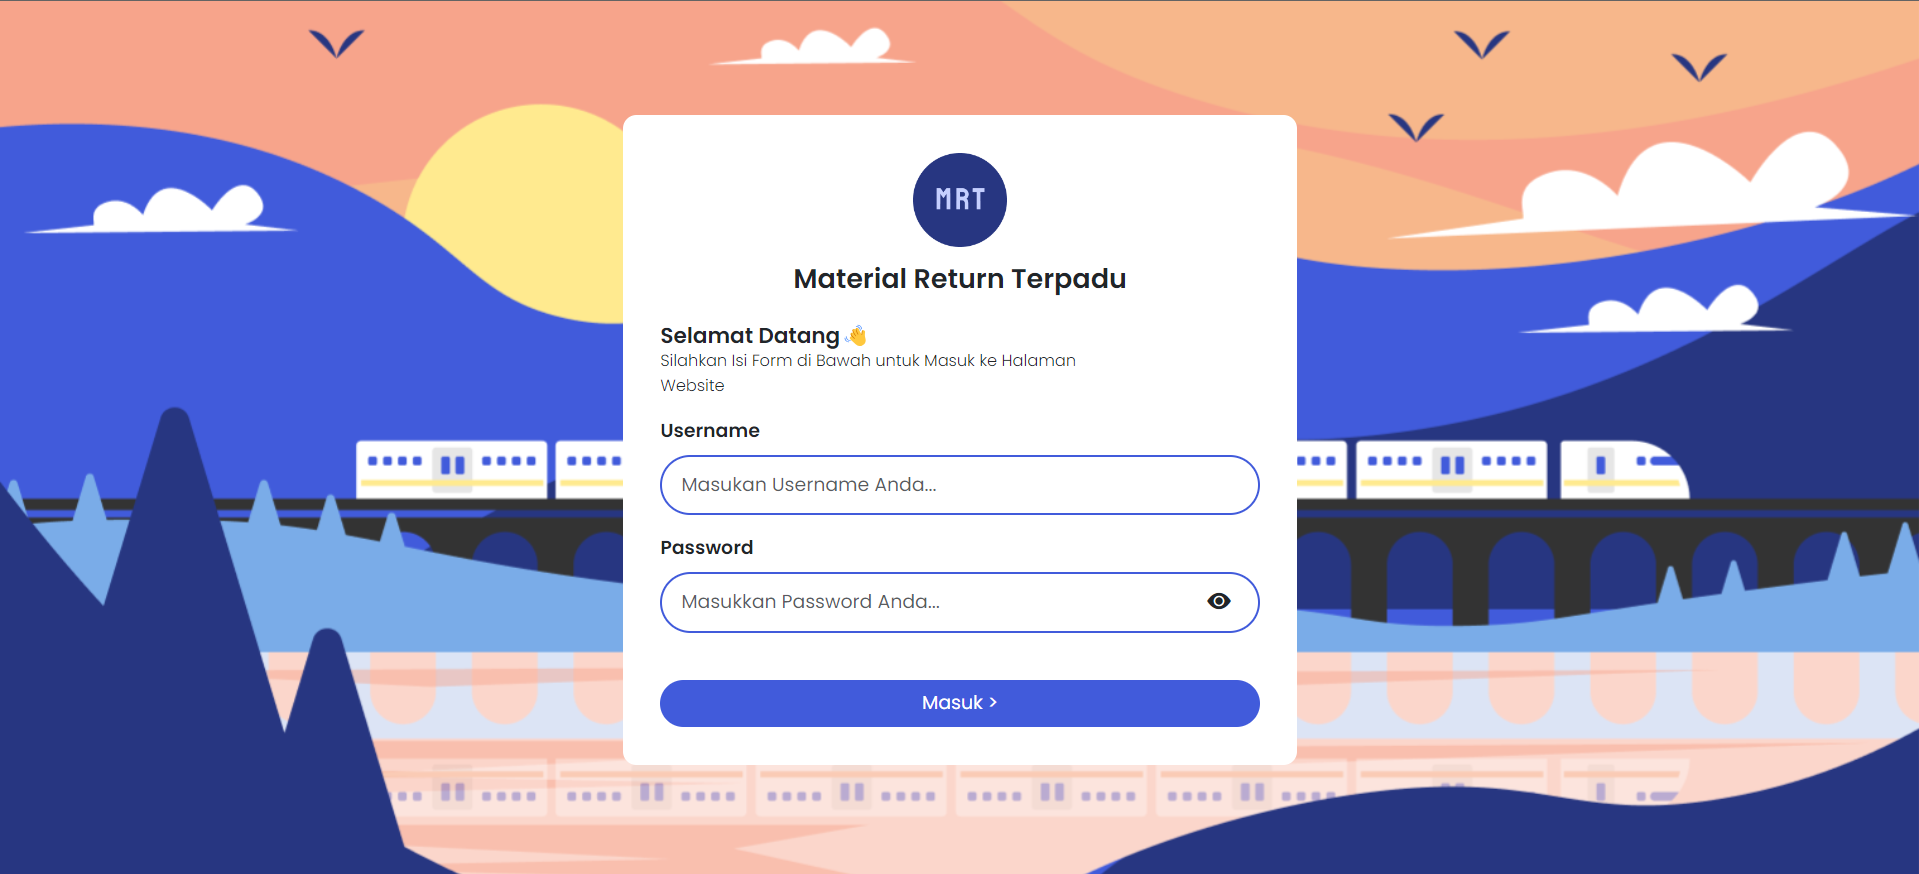 MRT
Material Return Terpadu
Selamat Datang 👋
Silahkan Isi Form di Bawah untuk Masuk ke Halaman
Website
Username
Masukan Username Anda...
Password
Masukkan Password Anda...
Masuk >